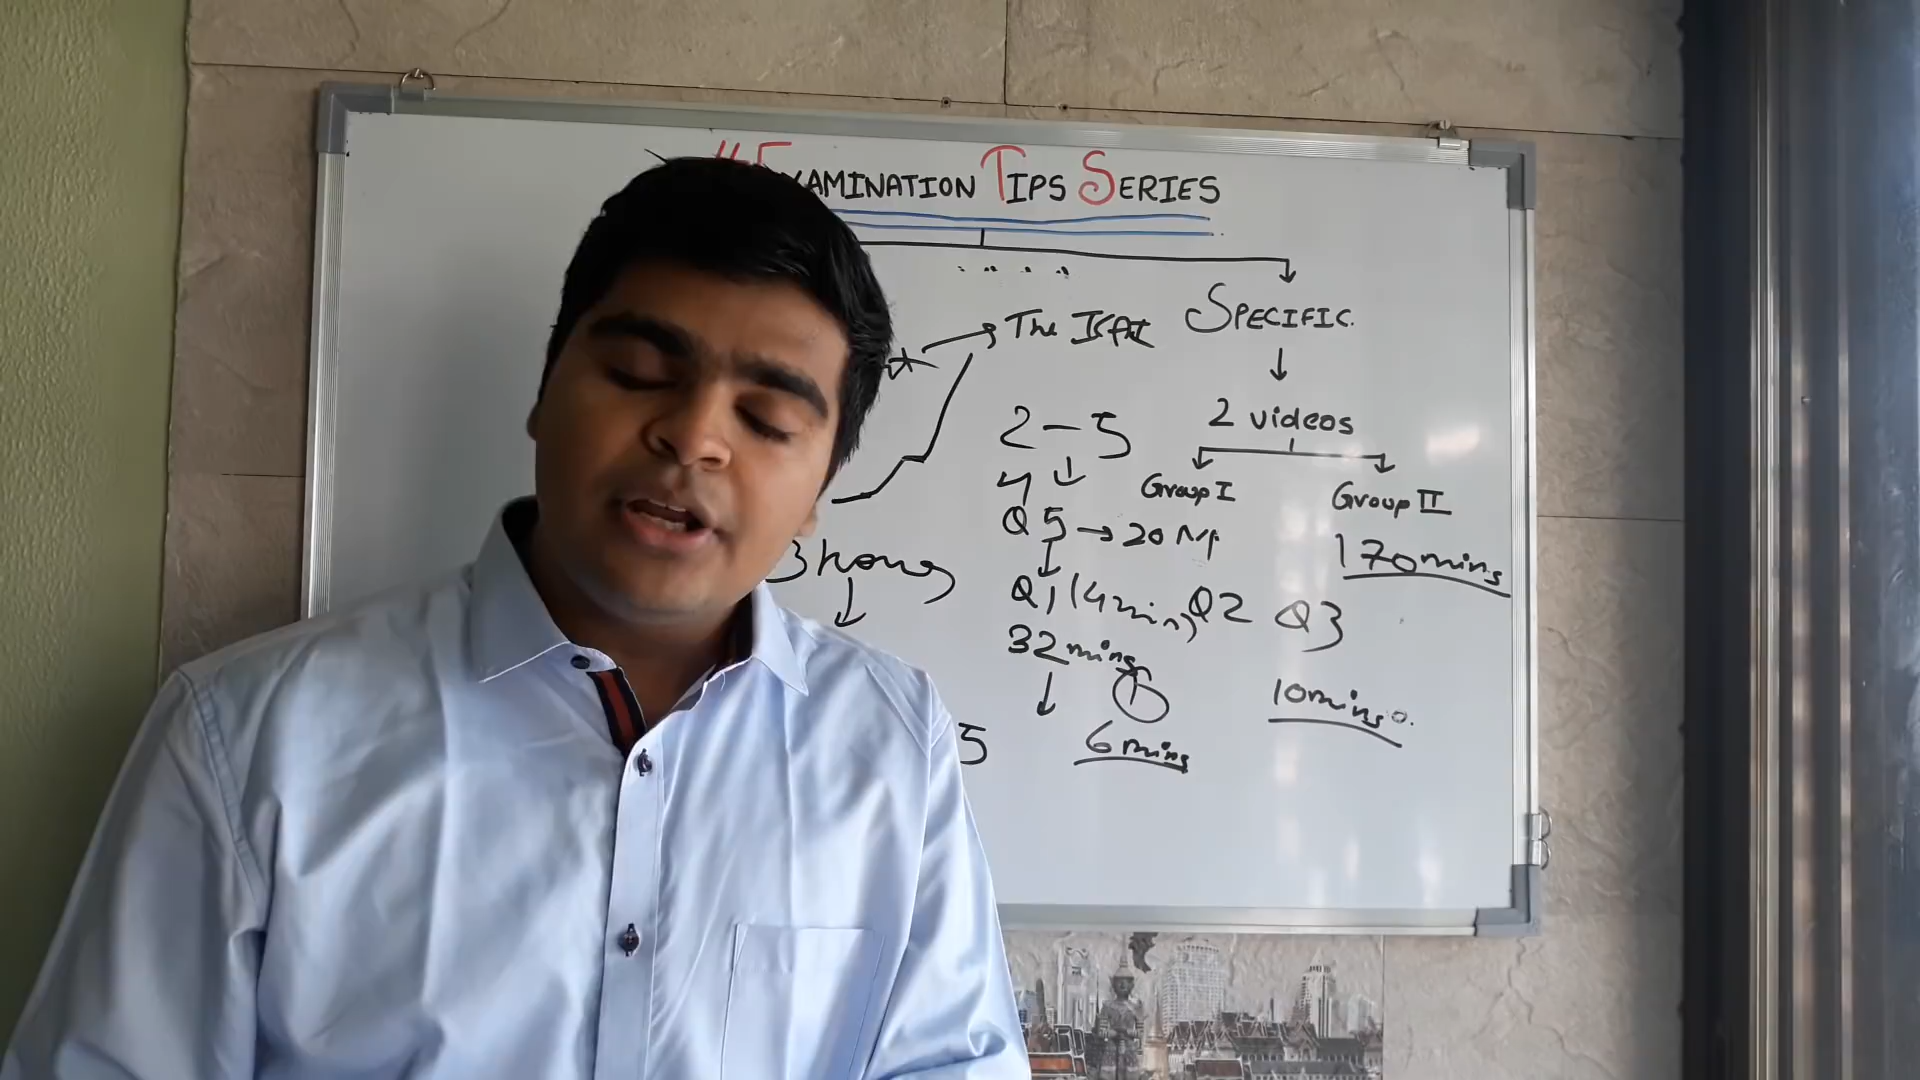 #EXAMINATION TIPS SERIES
The ICAI
SPECIFIC.
2 videos
2-5
4
Group I
Group II
Q5 → 20 M
170 mins
3 hours
Q1 (4 mins) Q2 Q3
32 mins
10 mins.
5
6 mins